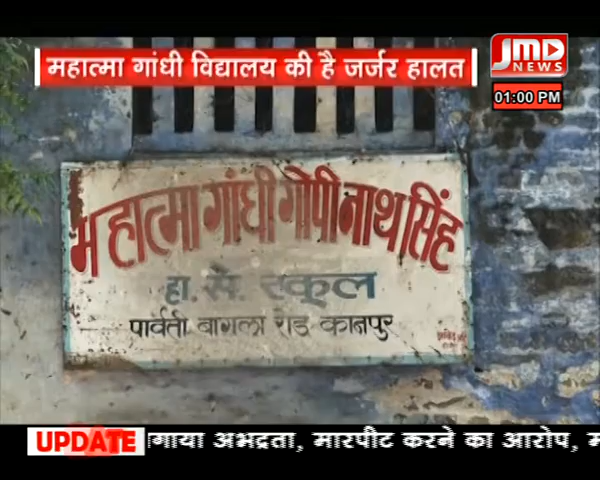 महात्मा गांधी विद्यालय की है जर्जर हालत
JMD
NEWS
01:00 PM
महात्मा गांधी गोपीनाथ सिंह
हा. से. स्कूल
पार्वती बागला रोड कानपुर
UPDATE गाया अभद्रता, मारपीट करने का आरोप,